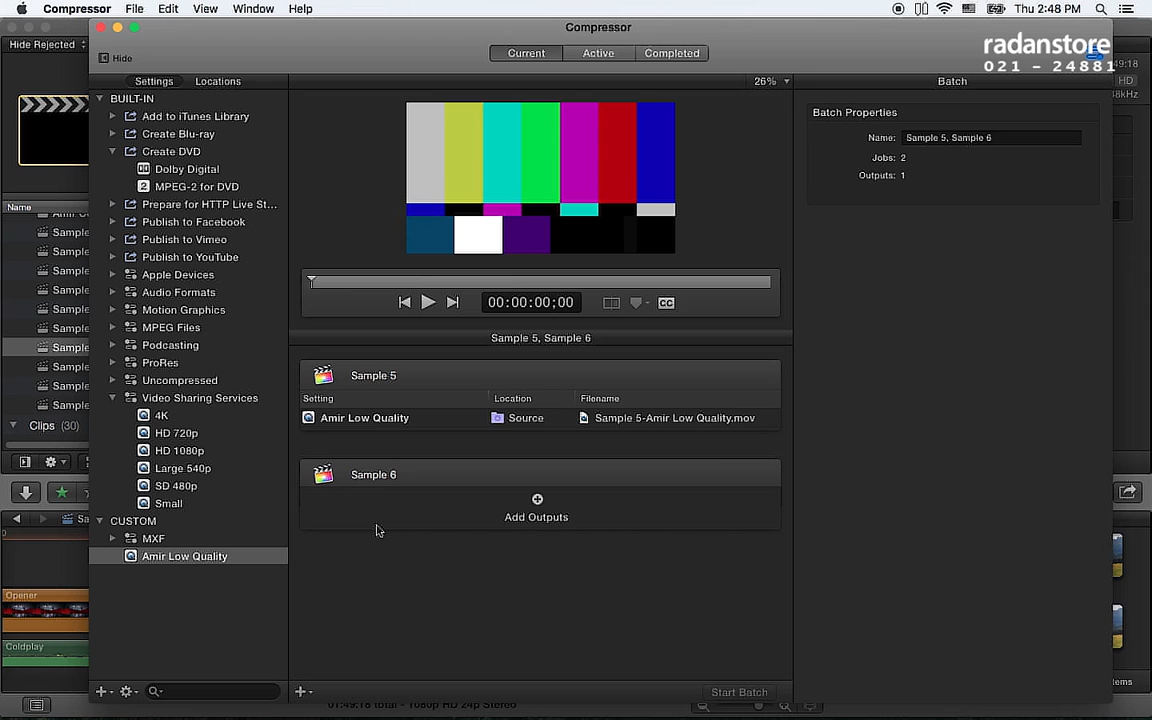 Compressor File Edit View Window Help Thu 2:48 PM
Compressor
Hide Rejected
Hide
Current Active Completed
radanstore
021 - 24881
49:18
HD
48kHz
Settings Locations
26%
Batch
BUILT-IN
Add to iTunes Library
Create Blu-ray
Create DVD
Dolby Digital
MPEG-2 for DVD
Prepare for HTTP Live St...
Publish to Facebook
Publish to Vimeo
Publish to YouTube
Apple Devices
Audio Formats
Motion Graphics
MPEG Files
Podcasting
ProRes
Uncompressed
Video Sharing Services
4K
HD 720p
HD 1080p
Large 540p
SD 480p
Small
CUSTOM
MXF
Amir Low Quality
Name
Sample
Sample
Sample
Sample
Sample
Sample
Sample
Sample
Sample
Sample
Clips (30)
Sa
0
Opener
Coldplay
00:00:00;00
CC
Sample 5, Sample 6
Sample 5
Setting Location Filename
Amir Low Quality Source Sample 5-Amir Low Quality.mov
Sample 6
Add Outputs
Start Batch
Batch Properties
Name: Sample 5, Sample 6
Jobs: 2
Outputs: 1
ems
01:49:18 total - 1080p HD 24p Stereo